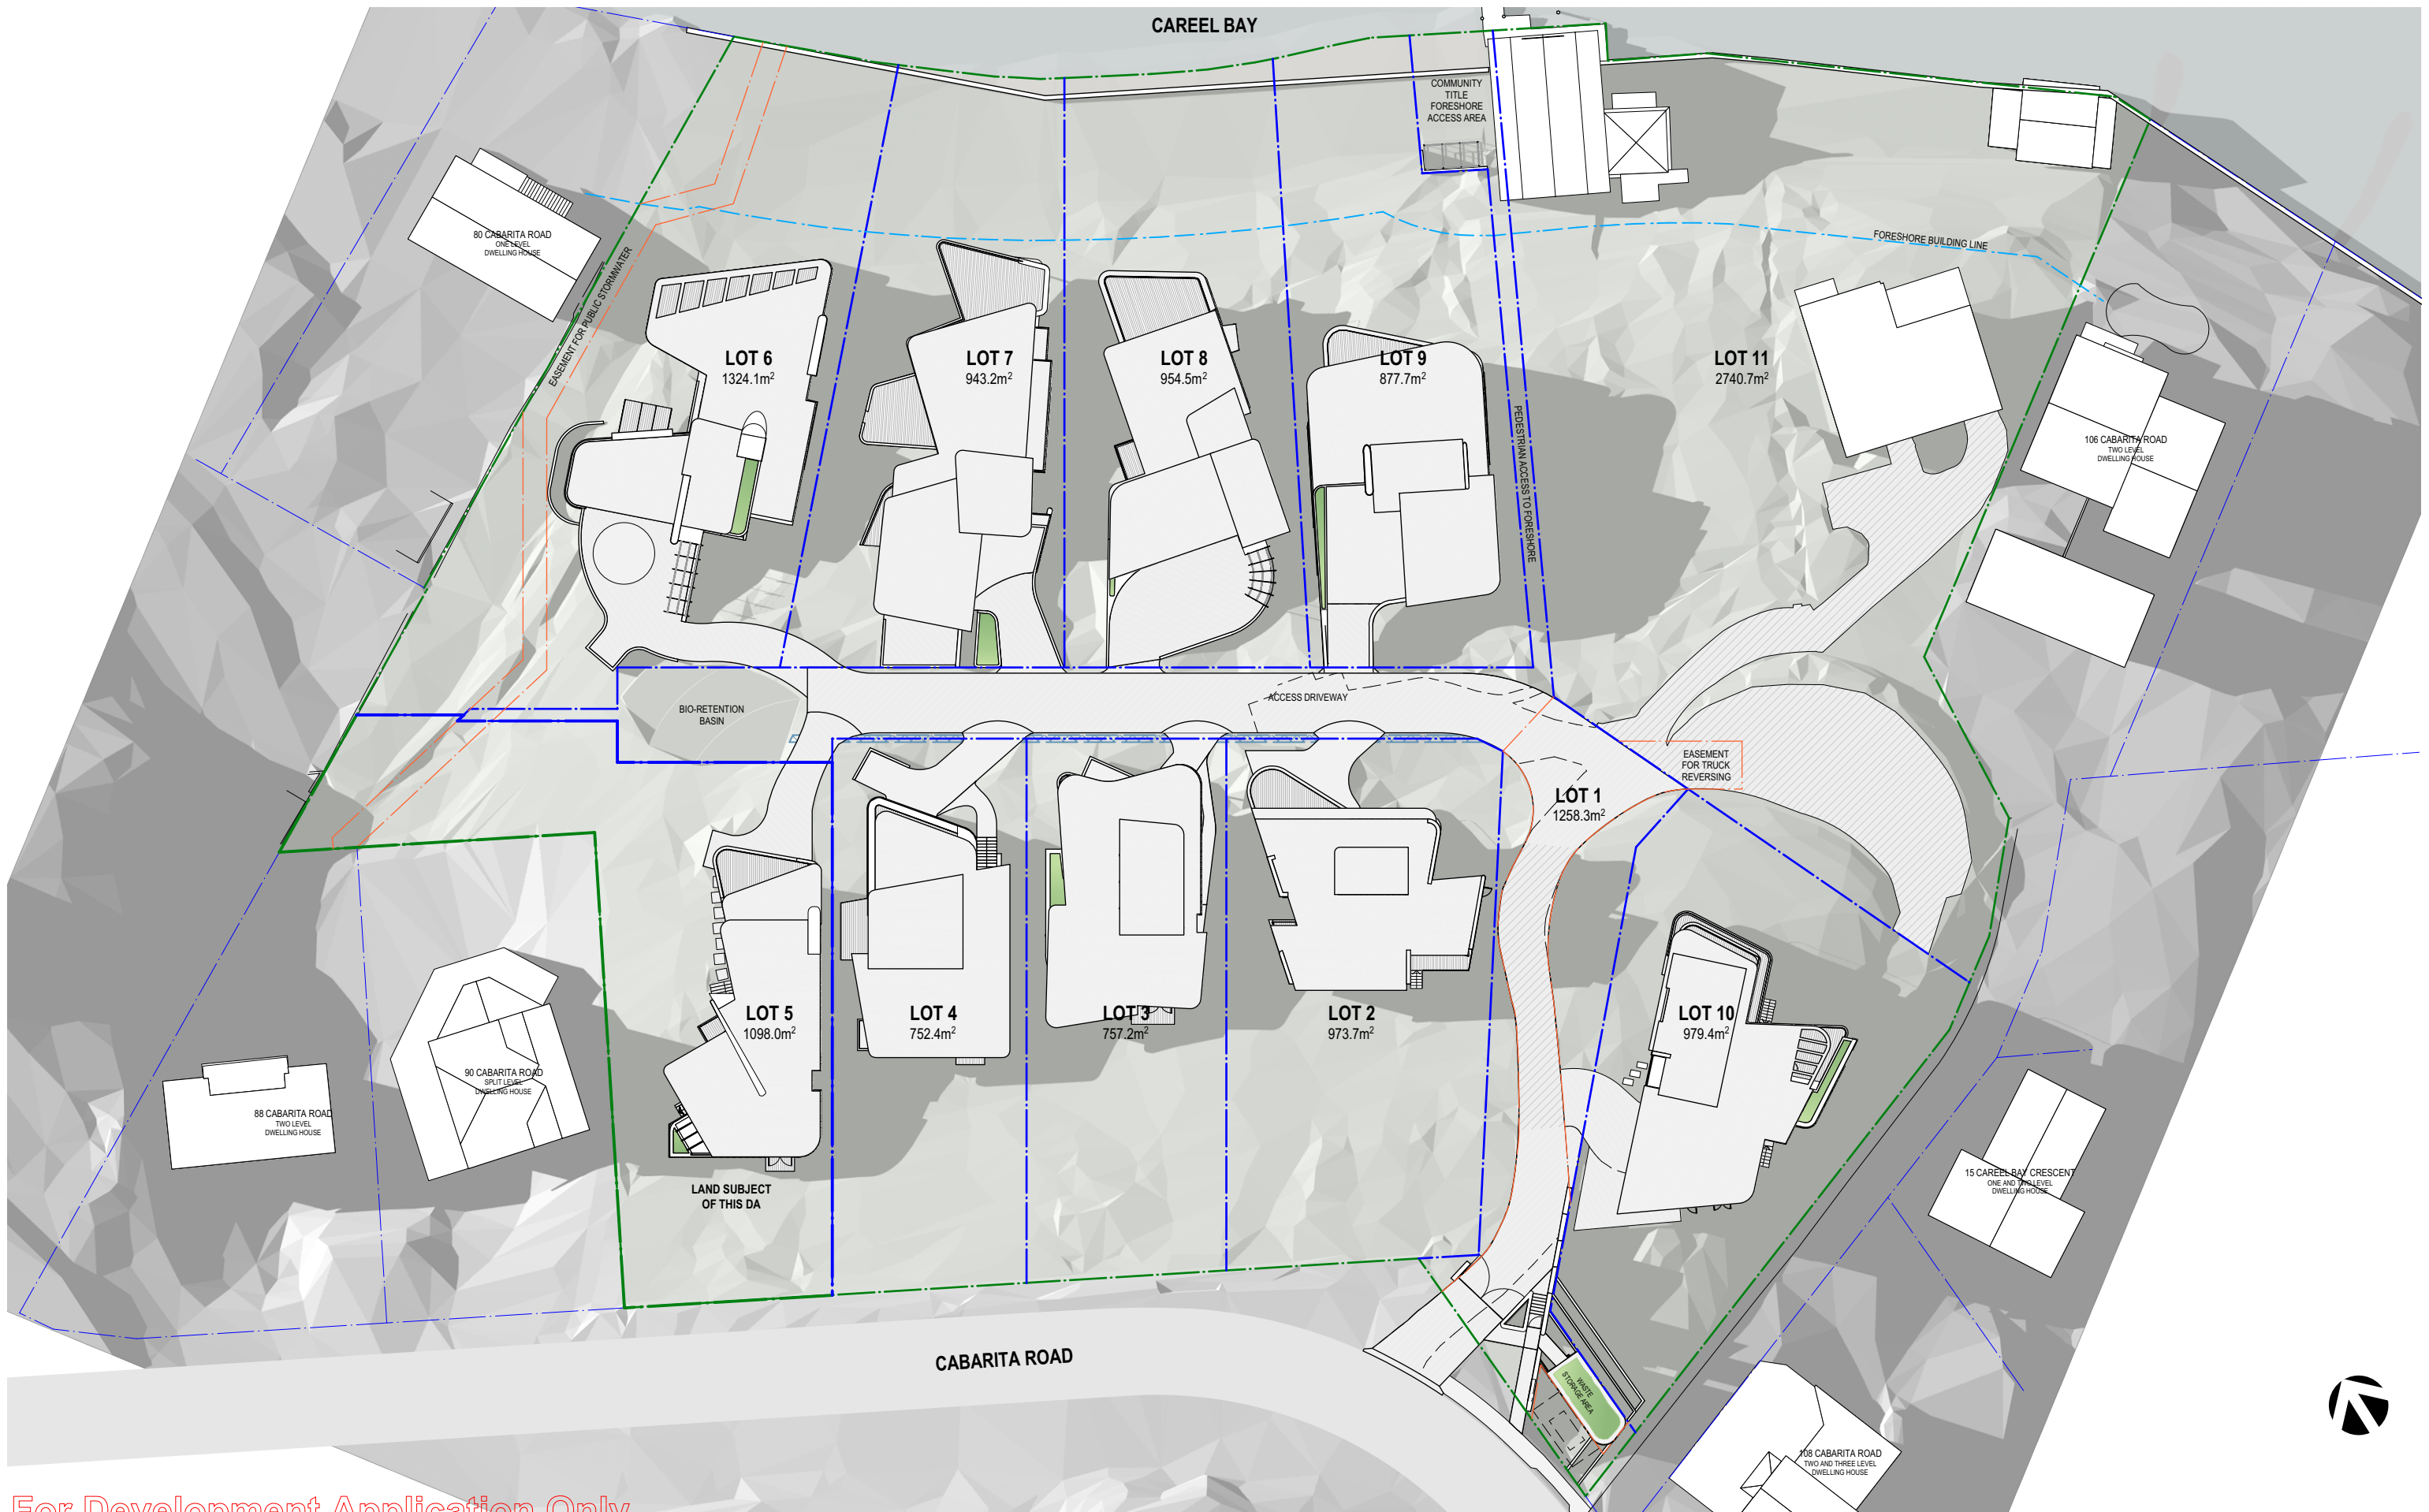 CAREEL BAY
COMMUNITY
TITLE
FORESHORE
ACCESS AREA
80 CABARITA ROAD
ONE LEVEL
DWELLING HOUSE
EASEMENT FOR PUBLIC STORMWATER
FORESHORE BUILDING LINE
LOT 6
1324.1m²
LOT 7
943.2m²
LOT 8
954.5m²
LOT 9
877.7m²
LOT 11
2740.7m²
PEDESTRIAN ACCESS TO FORESHORE
106 CABARITA ROAD
TWO LEVEL
DWELLING HOUSE
BIO-RETENTION
BASIN
ACCESS DRIVEWAY
EASEMENT
FOR TRUCK
REVERSING
LOT 1
1258.3m²
LOT 5
1098.0m²
LOT 4
752.4m²
LOT 3
757.2m²
LOT 2
973.7m²
LOT 10
979.4m²
90 CABARITA ROAD
SPLIT LEVEL
DWELLING HOUSE
88 CABARITA ROAD
TWO LEVEL
DWELLING HOUSE
15 CAREEL BAY CRESCENT
ONE AND TWO LEVEL
DWELLING HOUSE
LAND SUBJECT
OF THIS DA
CABARITA ROAD
WASTE
STORAGE AREA
108 CABARITA ROAD
TWO AND THREE LEVEL
DWELLING HOUSE
For Development Application Only